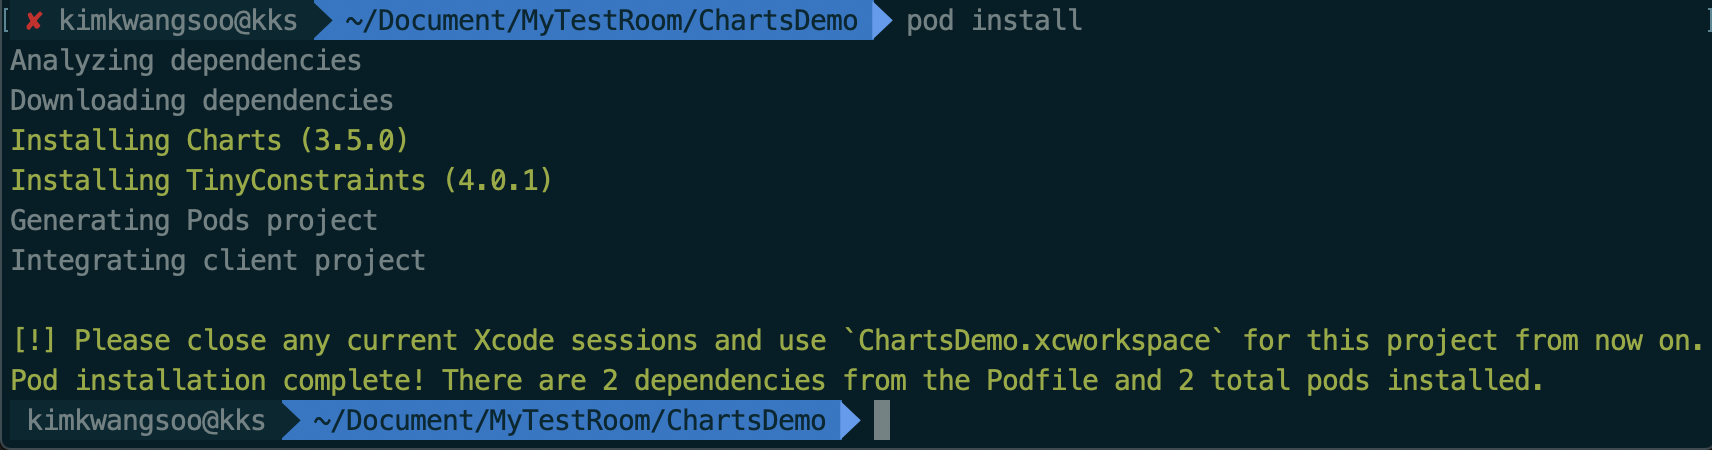 [ ✘ kimkwangsoo@kks ~/Document/MyTestRoom/ChartsDemo pod install ]
Analyzing dependencies
Downloading dependencies
Installing Charts (3.5.0)
Installing TinyConstraints (4.0.1)
Generating Pods project
Integrating client project
[!] Please close any current Xcode sessions and use `ChartsDemo.xcworkspace` for this project from now on.
Pod installation complete! There are 2 dependencies from the Podfile and 2 total pods installed.
kimkwangsoo@kks ~/Document/MyTestRoom/ChartsDemo